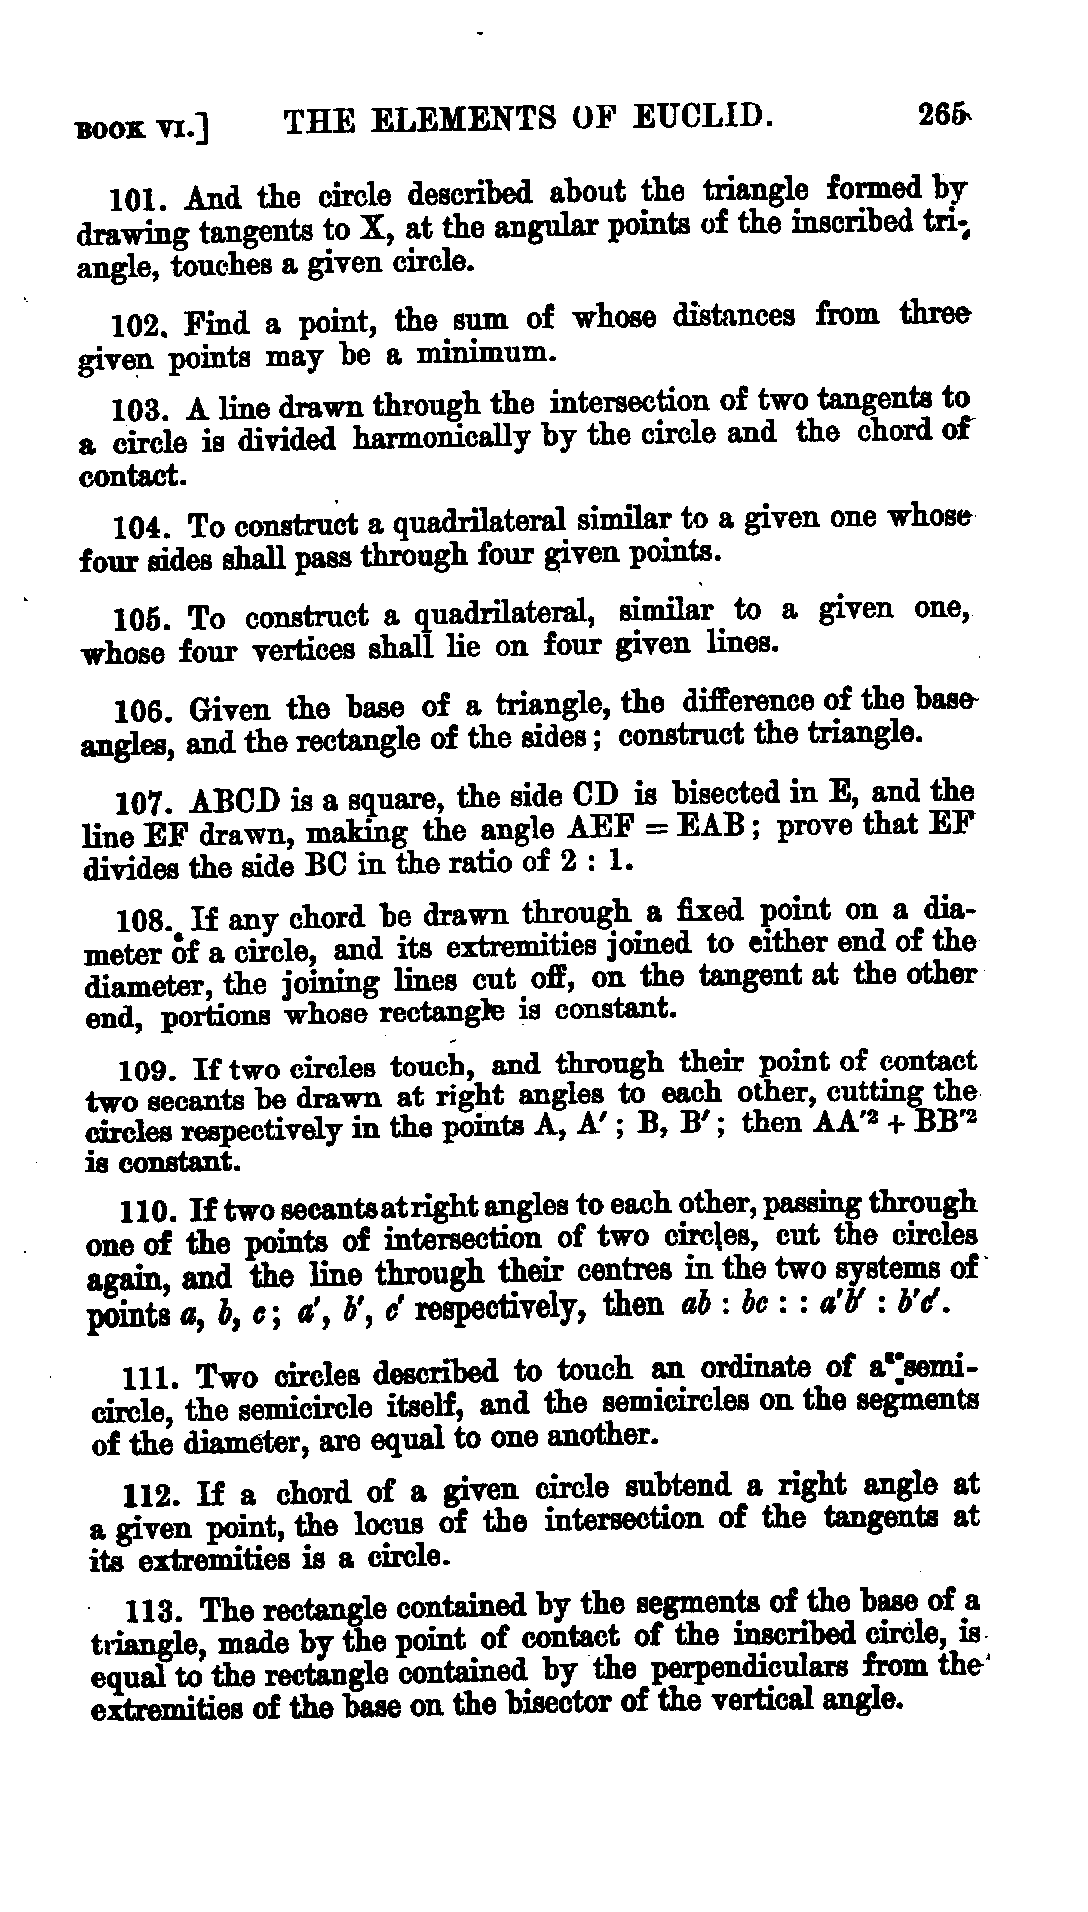 BOOK VI.] THE ELEMENTS OF EUCLID. 265
101. And the circle described about the triangle formed by
drawing tangents to X, at the angular points of the inscribed tri-
angle, touches a given circle.
102. Find a point, the sum of whose distances from three
given points may be a minimum.
103. A line drawn through the intersection of two tangents to
a circle is divided harmonically by the circle and the chord of
contact.
104. To construct a quadrilateral similar to a given one whose
four sides shall pass through four given points.
105. To construct a quadrilateral, similar to a given one,
whose four vertices shall lie on four given lines.
106. Given the base of a triangle, the difference of the base
angles, and the rectangle of the sides; construct the triangle.
107. ABCD is a square, the side CD is bisected in E, and the
line EF drawn, making the angle AEF = EAB; prove that EF
divides the side BC in the ratio of 2 : 1.
108. If any chord be drawn through a fixed point on a dia-
meter of a circle, and its extremities joined to either end of the
diameter, the joining lines cut off, on the tangent at the other
end, portions whose rectangle is constant.
109. If two circles touch, and through their point of contact
two secants be drawn at right angles to each other, cutting the
circles respectively in the points A, A′; B, B′; then AA′² + BB′²
is constant.
110. If two secants at right angles to each other, passing through
one of the points of intersection of two circles, cut the circles
again, and the line through their centres in the two systems of
points a, b, c; a′, b′, c′ respectively, then ab : bc : : a′b′ : b′c′.
111. Two circles described to touch an ordinate of a semi-
circle, the semicircle itself, and the semicircles on the segments
of the diameter, are equal to one another.
112. If a chord of a given circle subtend a right angle at
a given point, the locus of the intersection of the tangents at
its extremities is a circle.
113. The rectangle contained by the segments of the base of a
triangle, made by the point of contact of the inscribed circle, is
equal to the rectangle contained by the perpendiculars from the
extremities of the base on the bisector of the vertical angle.